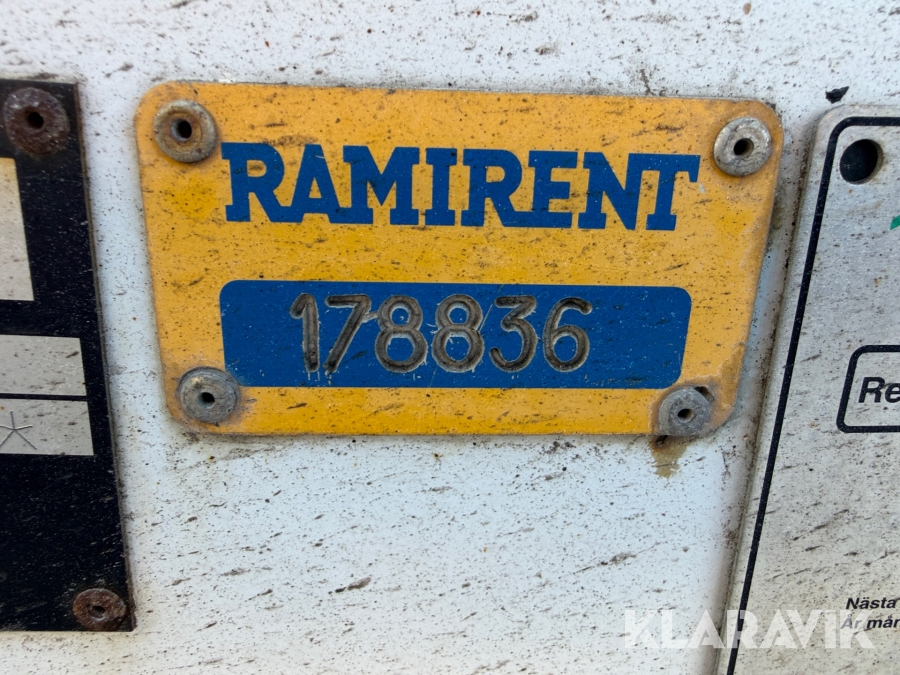 RAMIRENT
178836
Re
Nästa
År mån
KLARAVIK